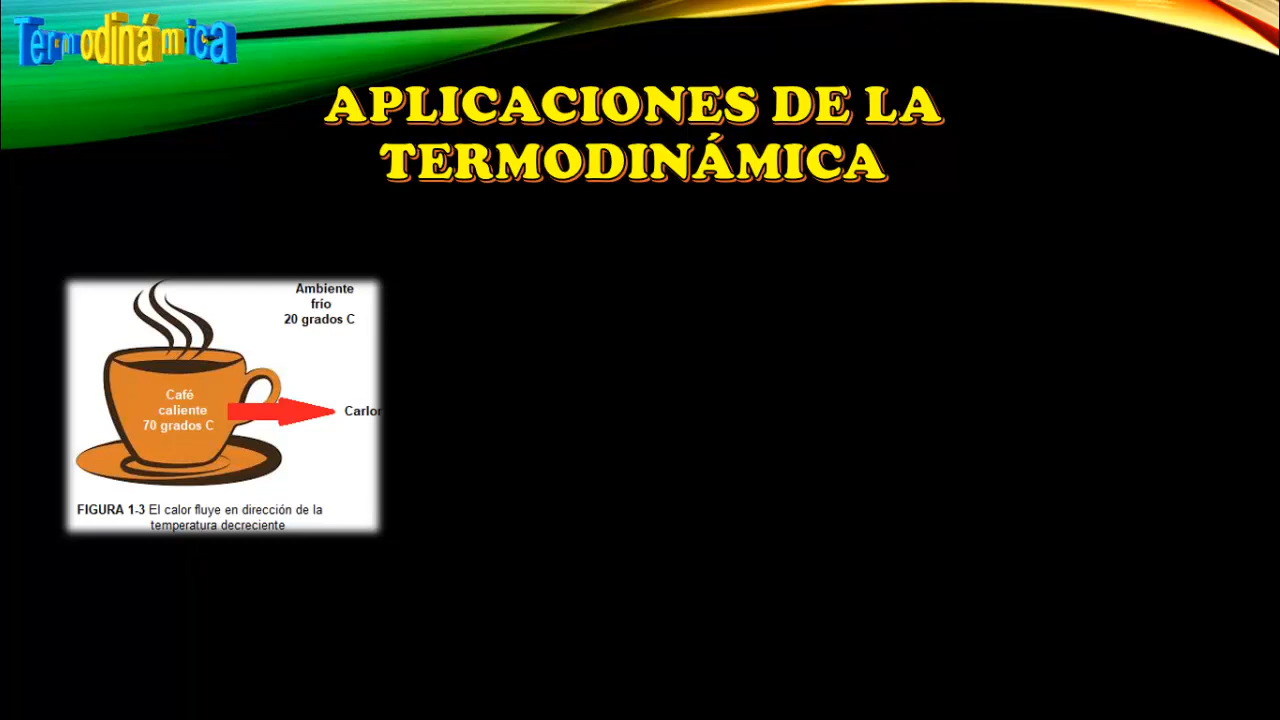 Termodinámica
APLICACIONES DE LA
TERMODINÁMICA
Ambiente
frío
20 grados C
Café
caliente
70 grados C
Carlor
FIGURA 1-3 El calor fluye en dirección de la
temperatura decreciente